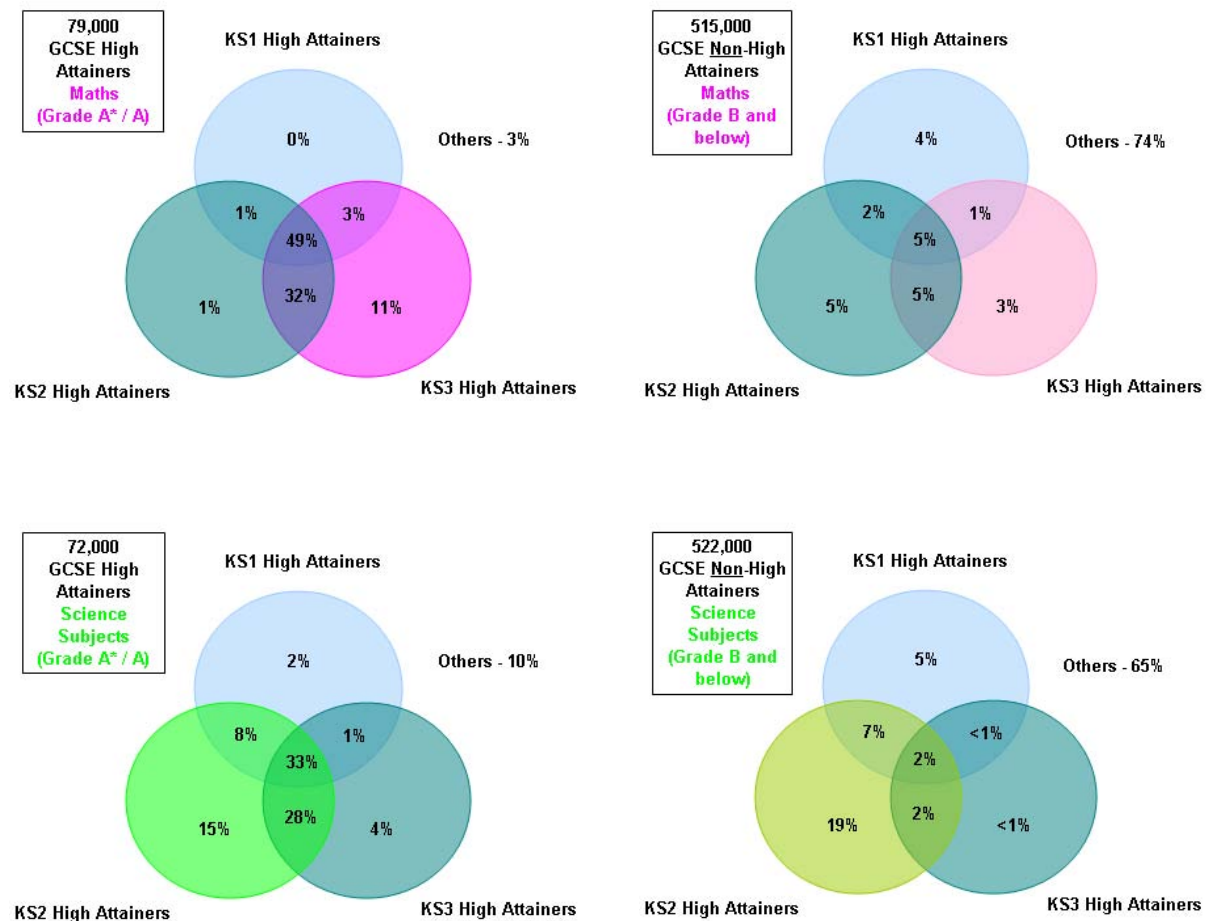 79,000
GCSE High
Attainers
Maths
(Grade A* / A)
KS1 High Attainers
0%
Others - 3%
1%
3%
49%
32%
1%
11%
KS2 High Attainers
KS3 High Attainers
515,000
GCSE Non-High
Attainers
Maths
(Grade B and
below)
KS1 High Attainers
4%
Others - 74%
2%
1%
5%
5%
5%
3%
KS2 High Attainers
KS3 High Attainers
72,000
GCSE High
Attainers
Science
Subjects
(Grade A* / A)
KS1 High Attainers
2%
Others - 10%
8%
1%
33%
28%
15%
4%
KS2 High Attainers
KS3 High Attainers
522,000
GCSE Non-High
Attainers
Science
Subjects
(Grade B and
below)
KS1 High Attainers
5%
Others - 65%
7%
<1%
2%
2%
19%
<1%
KS2 High Attainers
KS3 High Attainers